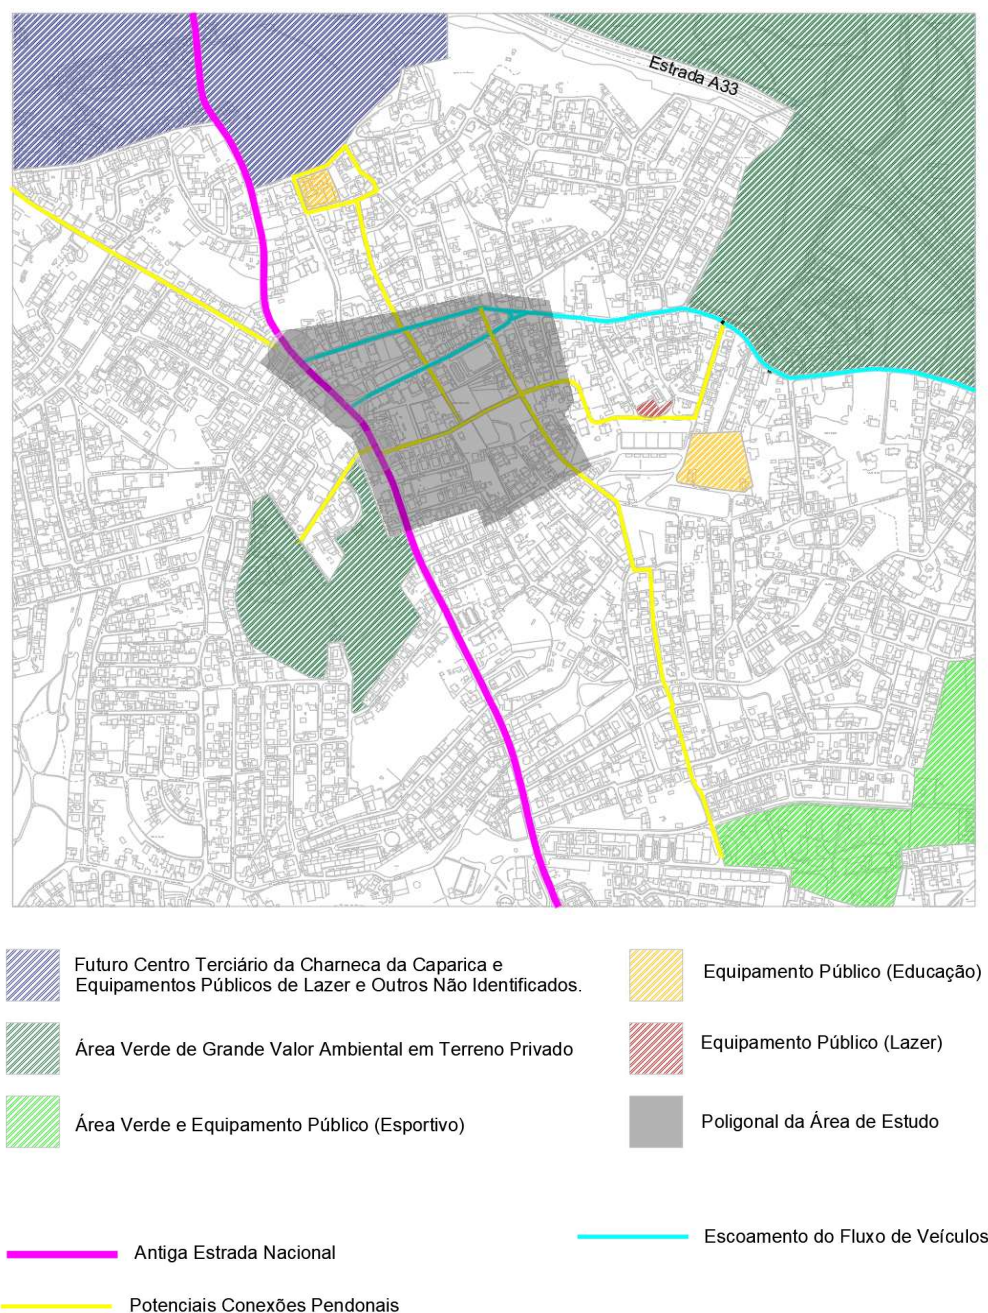 Estrada A33
Futuro Centro Terciário da Charneca da Caparica e
Equipamentos Públicos de Lazer e Outros Não Identificados.
Equipamento Público (Educação)
Área Verde de Grande Valor Ambiental em Terreno Privado
Equipamento Público (Lazer)
Área Verde e Equipamento Público (Esportivo)
Poligonal da Área de Estudo
Antiga Estrada Nacional
Escoamento do Fluxo de Veículos
Potenciais Conexões Pendonais